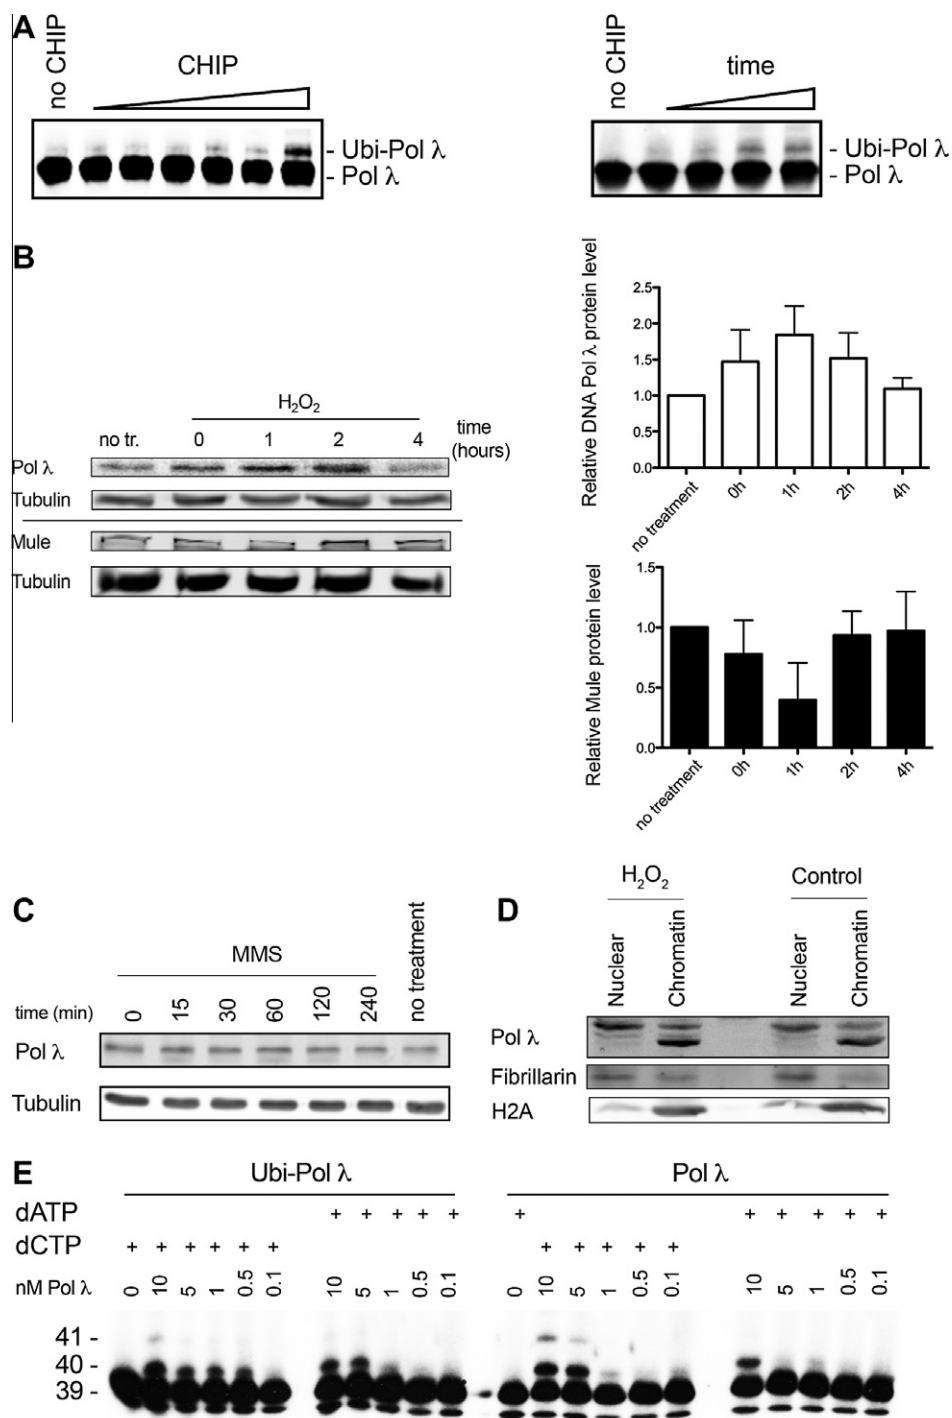 A
no CHIP
CHIP
- Ubi-Pol λ
- Pol λ
no CHIP
time
- Ubi-Pol λ
- Pol λ
B
H2O2
no tr. 0 1 2 4 time (hours)
Pol λ
Tubulin
Mule
Tubulin
Relative DNA Pol λ protein level
2.5
2.0
1.5
1.0
0.5
0.0
no treatment 0h 1h 2h 4h
Relative Mule protein level
1.5
1.0
0.5
0.0
no treatment 0h 1h 2h 4h
C
MMS
time (min) 0 15 30 60 120 240 no treatment
Pol λ
Tubulin
D
H2O2 Control
Nuclear Chromatin Nuclear Chromatin
Pol λ
Fibrillarin
H2A
E
Ubi-Pol λ Pol λ
dATP + + + + + + + + + + +
dCTP + + + + + + + + + + +
nM Pol λ 0 10 5 1 0.5 0.1 10 5 1 0.5 0.1 0 10 5 1 0.5 0.1 10 5 1 0.5 0.1
41 -
40 -
39 -